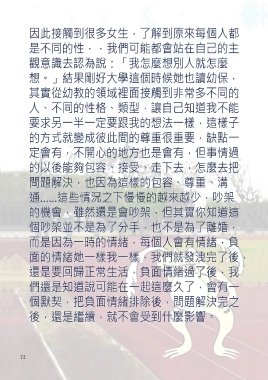 因此接觸到很多女生，了解到原來每個人都
是不同的性，，我們可能都會站在自己的主
觀意識去認為說：「我怎麼想別人就怎麼
想。」結果剛好大學這個時候她也讀幼保，
其實從幼教的領域裡面接觸到非常多不同的
人、不同的性格、類型，讓自己知道我不能
要求另一半一定要跟我的想法一樣，這樣子
的方式就變成彼此間的尊重很重要，缺點一
定會有，不開心的地方也是會有，但事情過
的以後能夠包容、接受，走下去，怎麼去把
問題解決，也因為這樣的包容、尊重、溝
通......這些情況之下慢慢的越來越少，吵架
的機會，雖然還是會吵架，但其實你知道這
個吵架並不是為了分手，也不是為了離婚，
而是因為一時的情緒，每個人會有情緒，負
面的情緒她一樣我一樣，我們就發洩完了後，
還是要回歸正常生活，負面情緒過了後，我
們還是知道說可能在一起這麼久了，會有一
個默契，把負面情緒排除後，問題解決完之
後，還是繼續，就不會受到什麼影響。
72